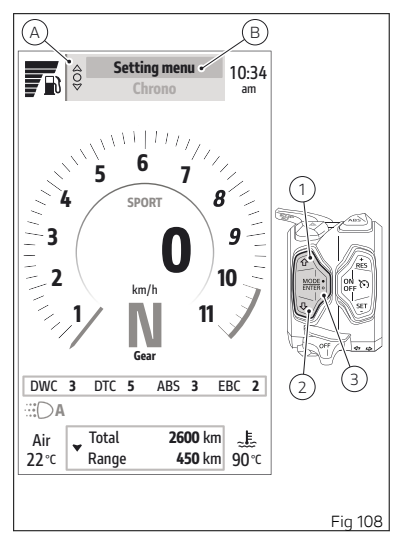 A
B
Setting menu
Chrono
10:34
am
1
2
3
4
5
6
7
8
9
10
11
SPORT
0
km/h
N
Gear
DWC 3 DTC 5 ABS 3 EBC 2
A
Air
22 °C
Total 2600 km
Range 450 km
90 °C
1
ABS
MODE
ENTER
+
RES
ON
OFF
SET
-
OFF
2
3
Fig 108